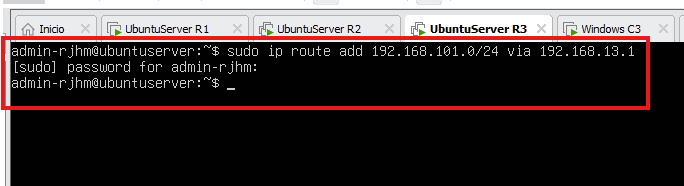 Inicio UbuntuServer R1 UbuntuServer R2 UbuntuServer R3 Windows C3
admin-rjhm@ubuntuserver:~$ sudo ip route add 192.168.101.0/24 via 192.168.13.1
[sudo] password for admin-rjhm:
admin-rjhm@ubuntuserver:~$ _